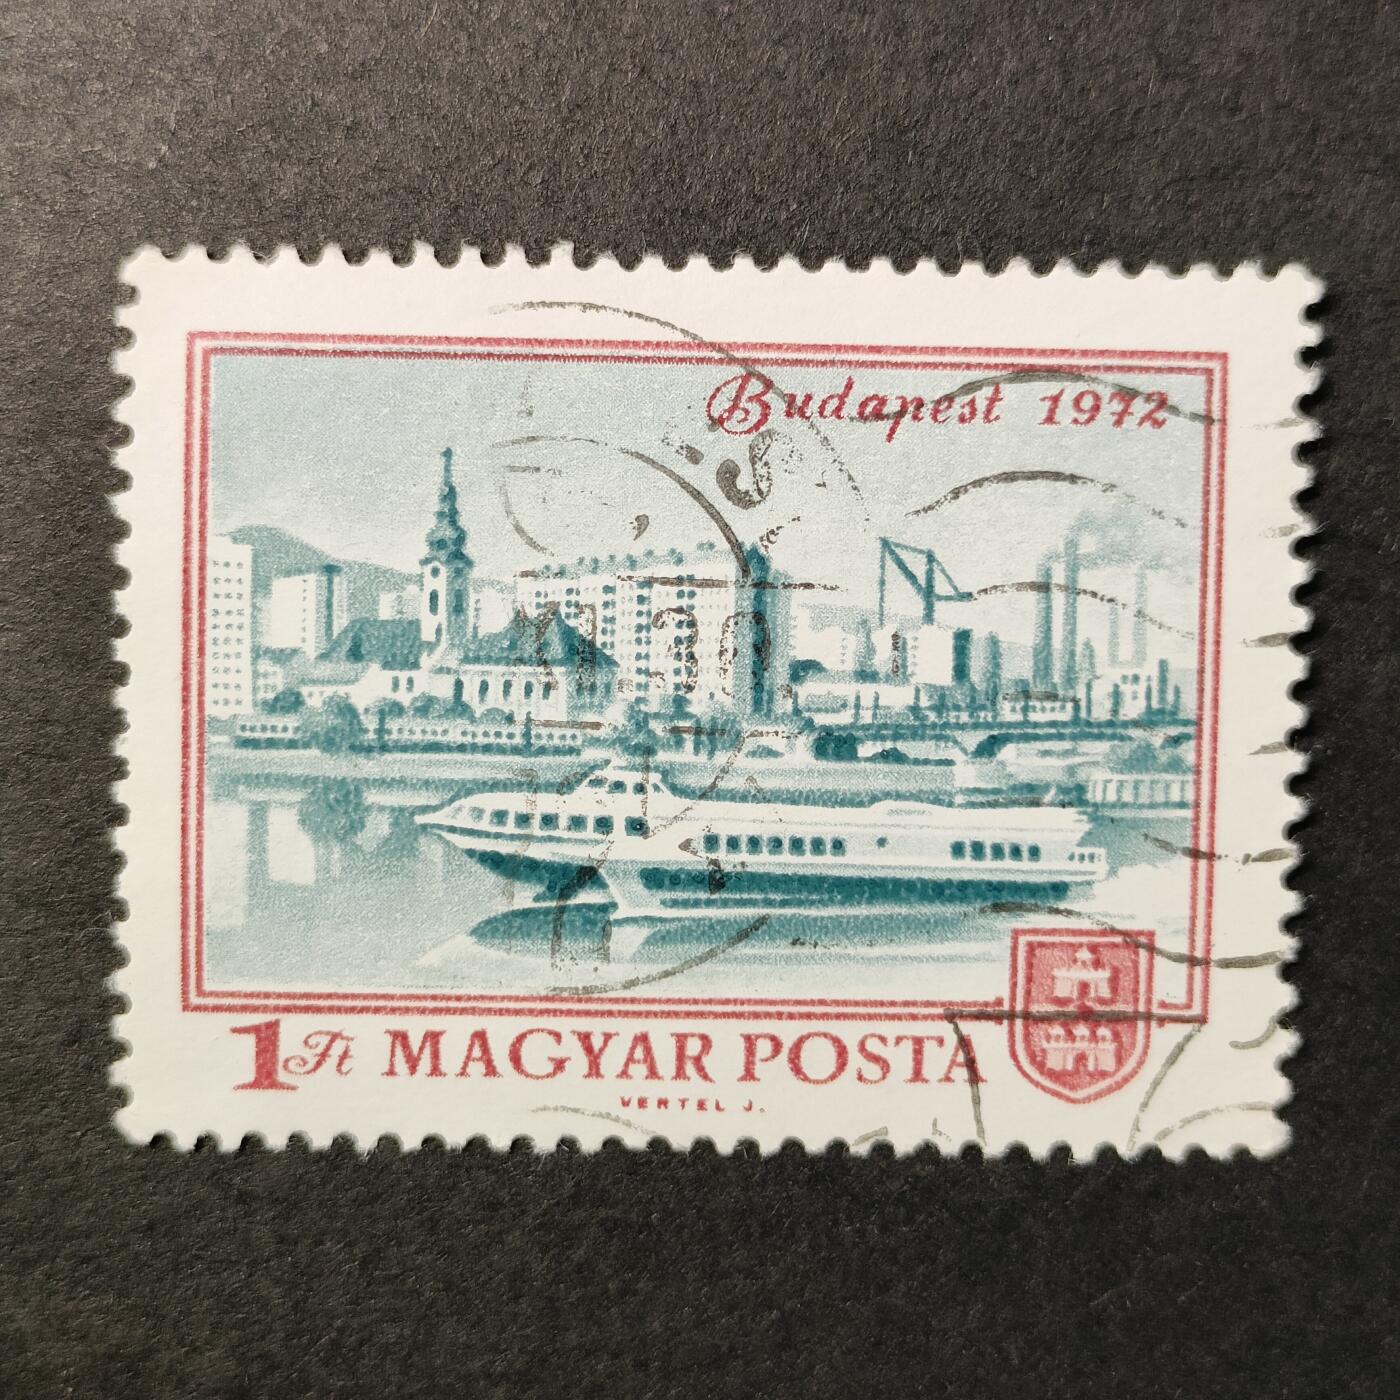 Budapest 1972
1 Ft MAGYAR POSTA
VERTEL J.